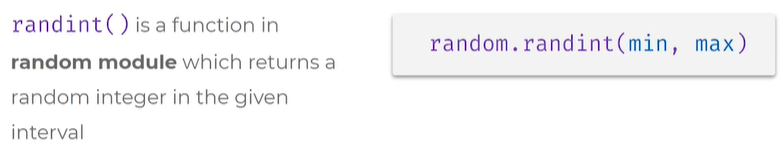 randint() is a function in
random module which returns a
random integer in the given
interval
random.randint(min, max)